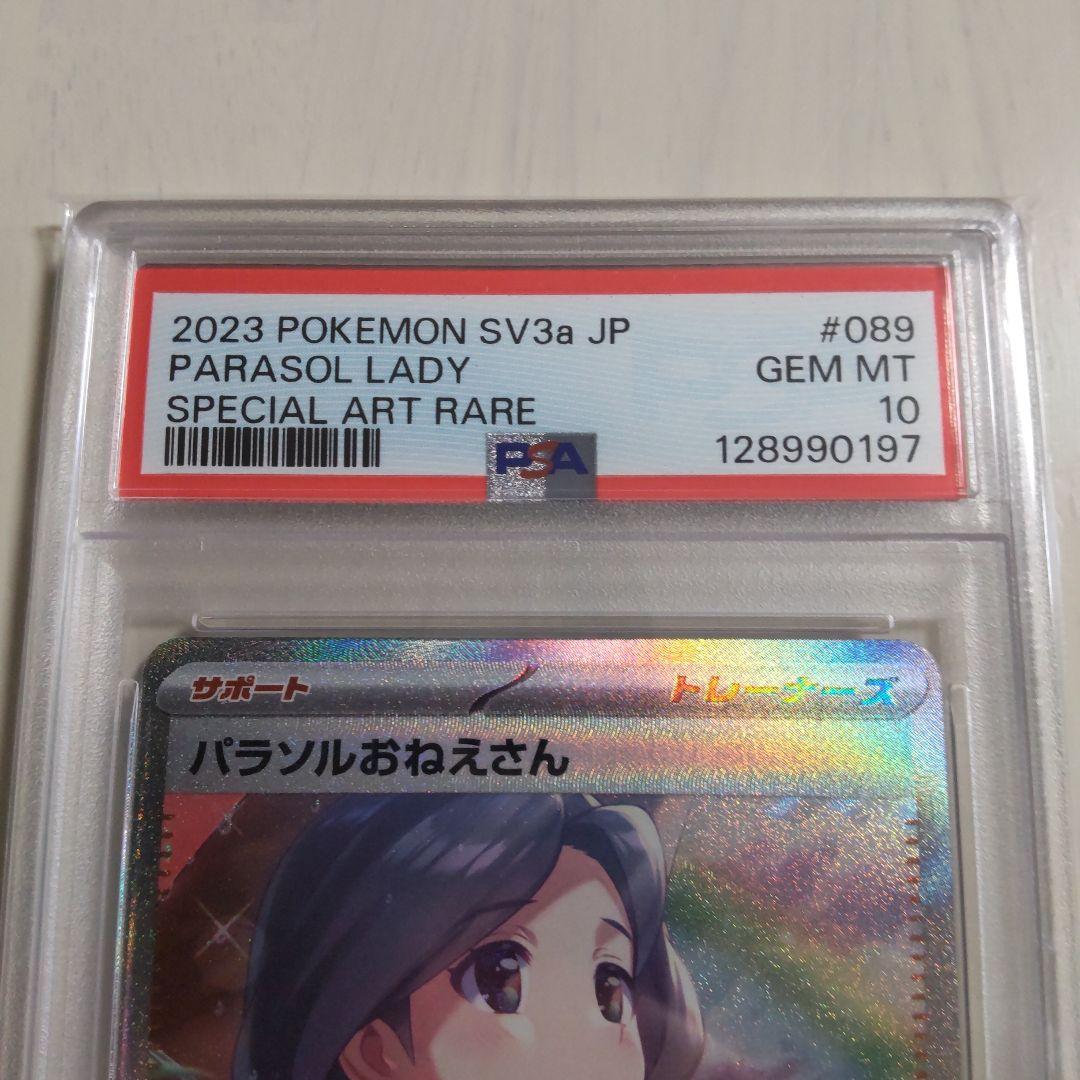 2023 POKEMON SV3a JP #089
PARASOL LADY GEM MT
SPECIAL ART RARE 10
PSA 128990197
サポート トレーナーズ
パラソルおねえさん